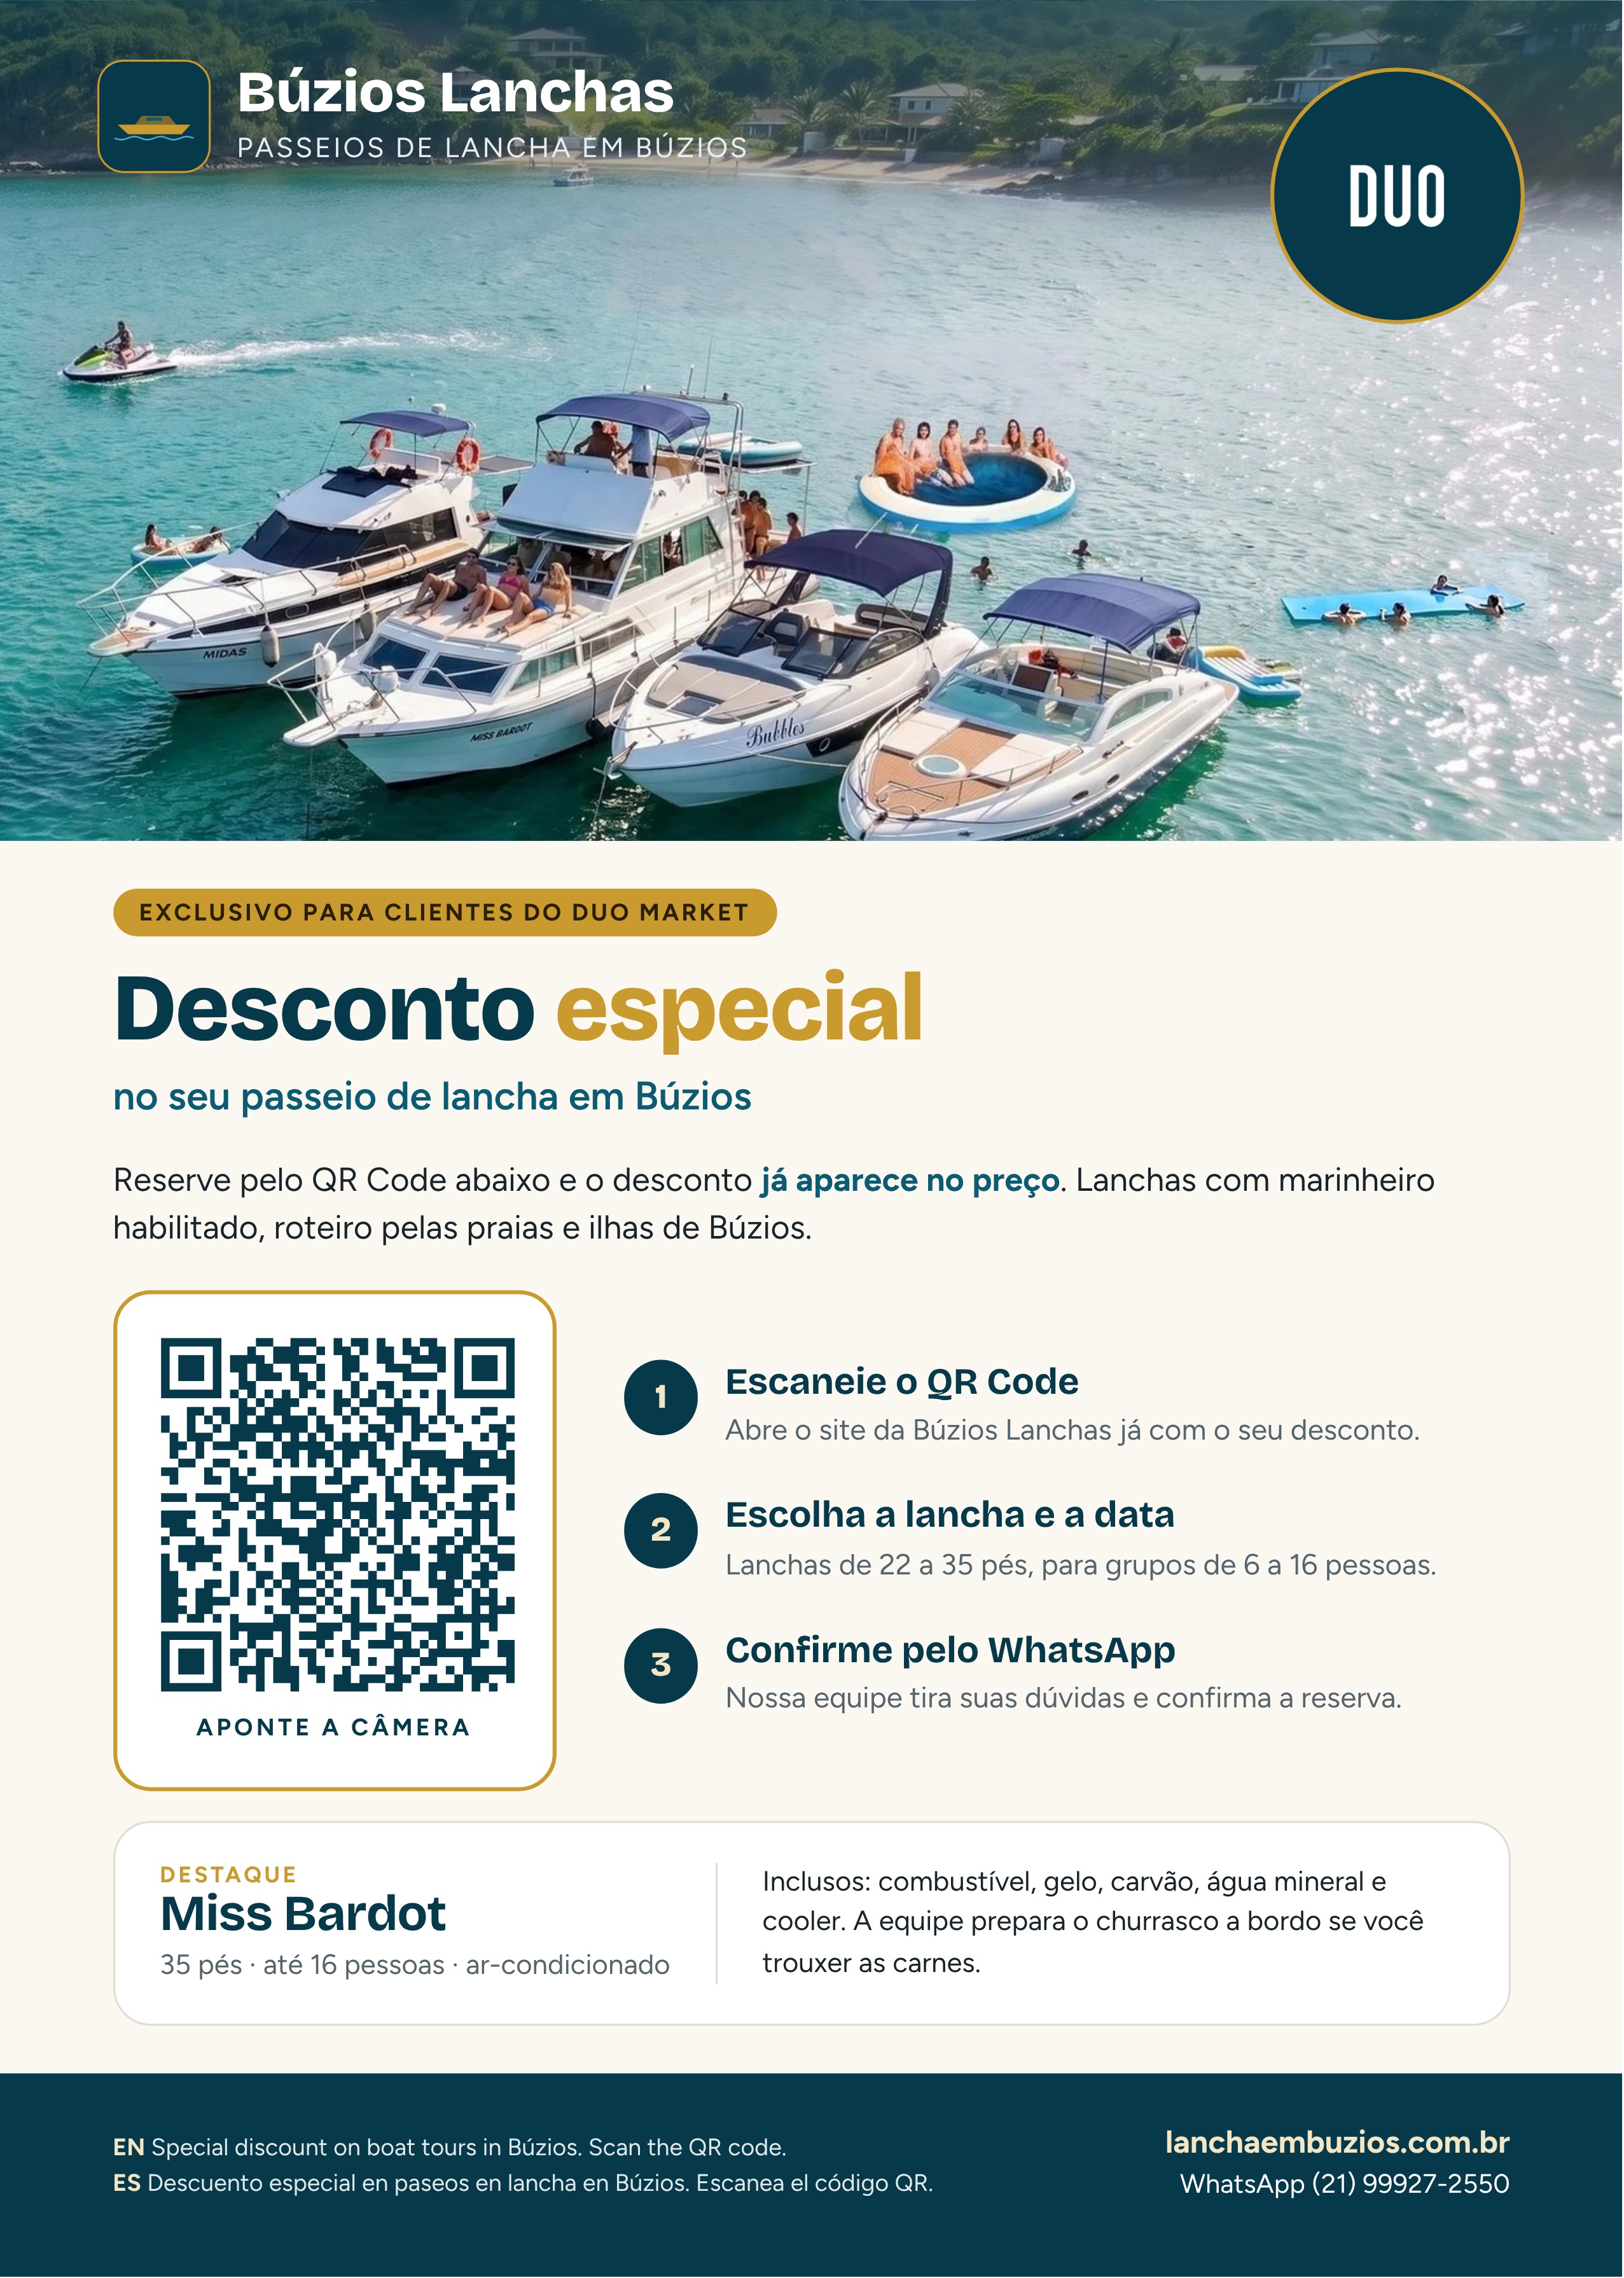 Búzios Lanchas
PASSEIOS DE LANCHA EM BÚZIOS
DUO
MIDAS
MISS BARDOT
Bubbles
EXCLUSIVO PARA CLIENTES DO DUO MARKET
Desconto especial
no seu passeio de lancha em Búzios
Reserve pelo QR Code abaixo e o desconto já aparece no preço. Lanchas com marinheiro
habilitado, roteiro pelas praias e ilhas de Búzios.
1
Escaneie o QR Code
Abre o site da Búzios Lanchas já com o seu desconto.
2
Escolha a lancha e a data
Lanchas de 22 a 35 pés, para grupos de 6 a 16 pessoas.
3
Confirme pelo WhatsApp
Nossa equipe tira suas dúvidas e confirma a reserva.
APONTE A CÂMERA
DESTAQUE
Miss Bardot
35 pés · até 16 pessoas · ar-condicionado
Inclusos: combustível, gelo, carvão, água mineral e
cooler. A equipe prepara o churrasco a bordo se você
trouxer as carnes.
EN Special discount on boat tours in Búzios. Scan the QR code.
ES Descuento especial en paseos en lancha en Búzios. Escanea el código QR.
lanchaembuzios.com.br
WhatsApp (21) 99927-2550